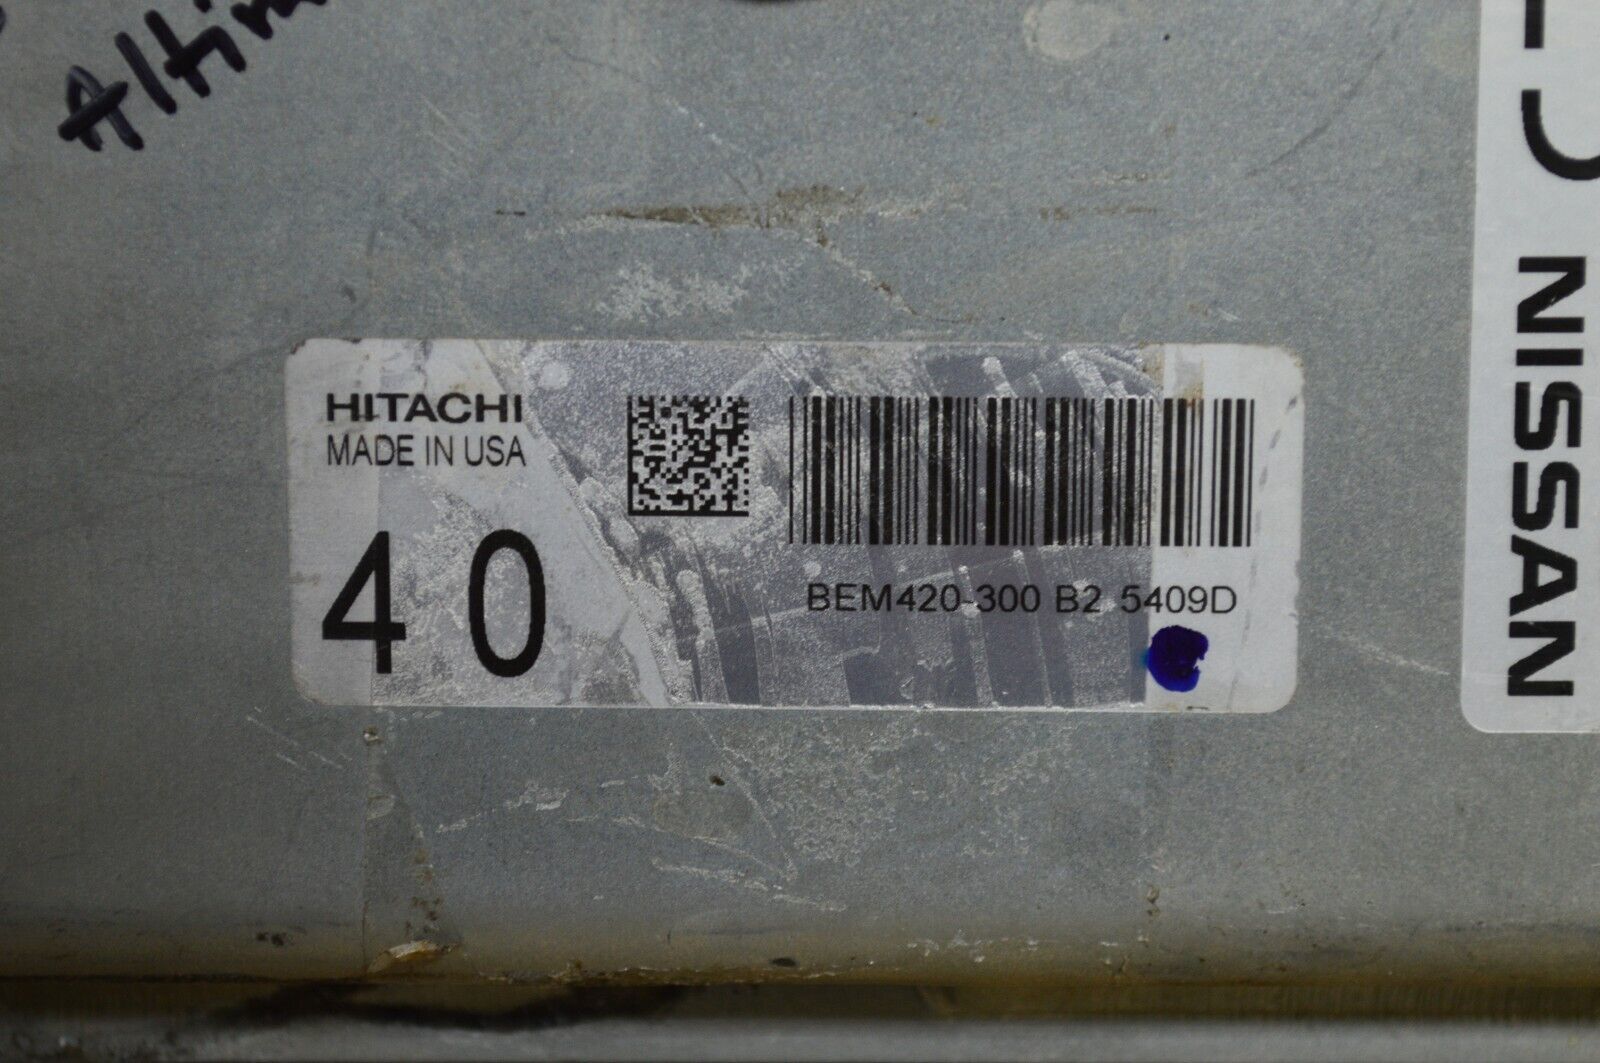 HITACHI
MADE IN USA
40
BEM420-300 B2 5409D
NISSAN